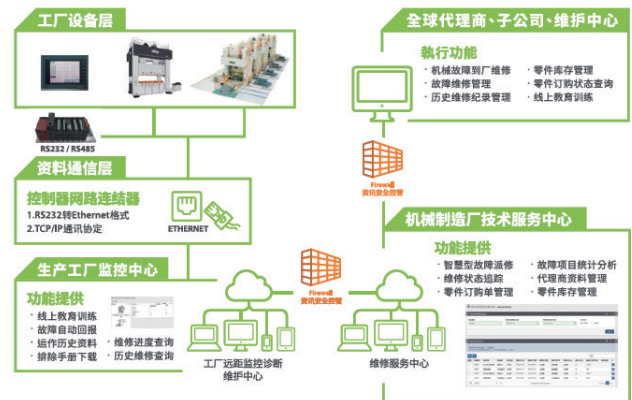 工厂设备层
RS232 / RS485
资料通信层
控制器网路连结器
1.RS232转Ethernet格式
2.TCP/IP通讯协定
ETHERNET
生产工厂监控中心
功能提供
·线上教育训练
·故障自动回报
·运作历史资料
·排除手册下载
·维修进度查询
·历史维修查询
Firewall
资讯安全控管
工厂远距监控诊断
维护中心
维修服务中心
全球代理商、子公司、维护中心
執行功能
·机械故障到厂维修
·故障维修管理
·历史维修纪录管理
·零件库存管理
·零件订购状态查询
·线上教育训练
Firewall
资讯安全控管
机械制造厂技术服务中心
功能提供
·智慧型故障派修
·维修状态追踪
·零件订购单管理
·故障项目统计分析
·代理商资料管理
·零件库存管理